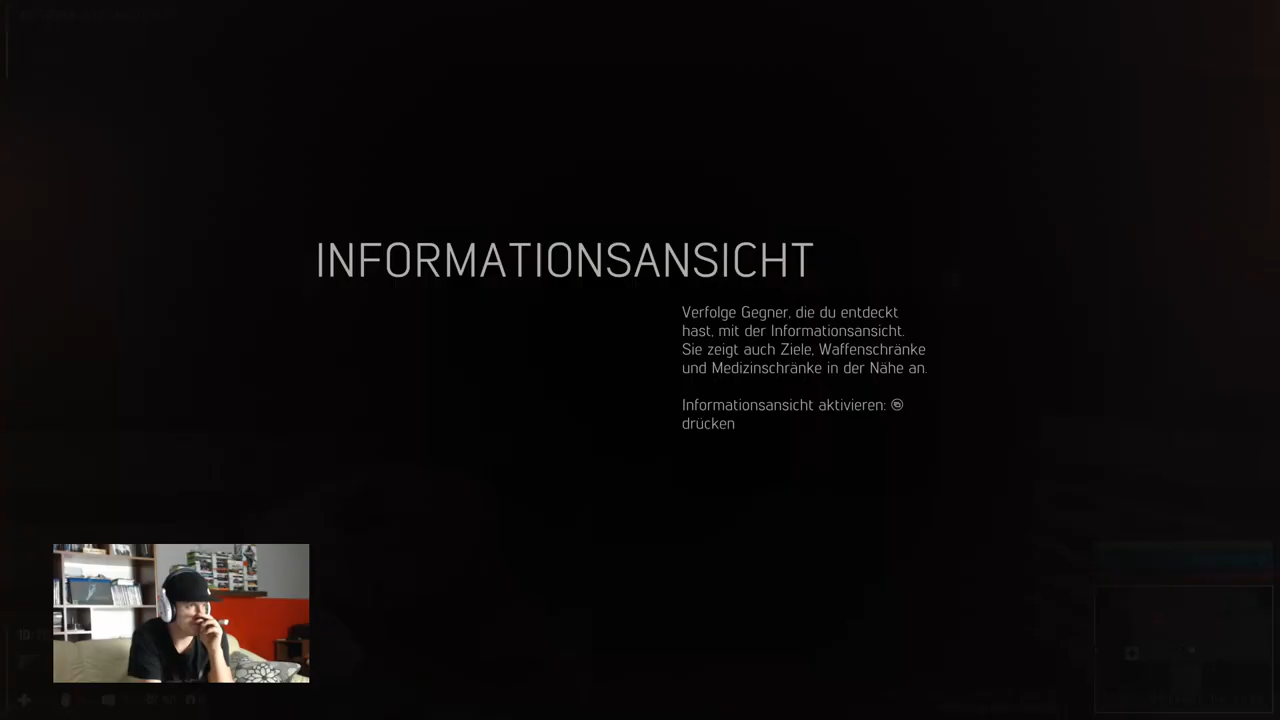 INFORMATIONSANSICHT
Verfolge Gegner, die du entdeckt
hast, mit der Informationsansicht.
Sie zeigt auch Ziele, Waffenschränke
und Medizinschränke in der Nähe an.
Informationsansicht aktivieren:
drücken